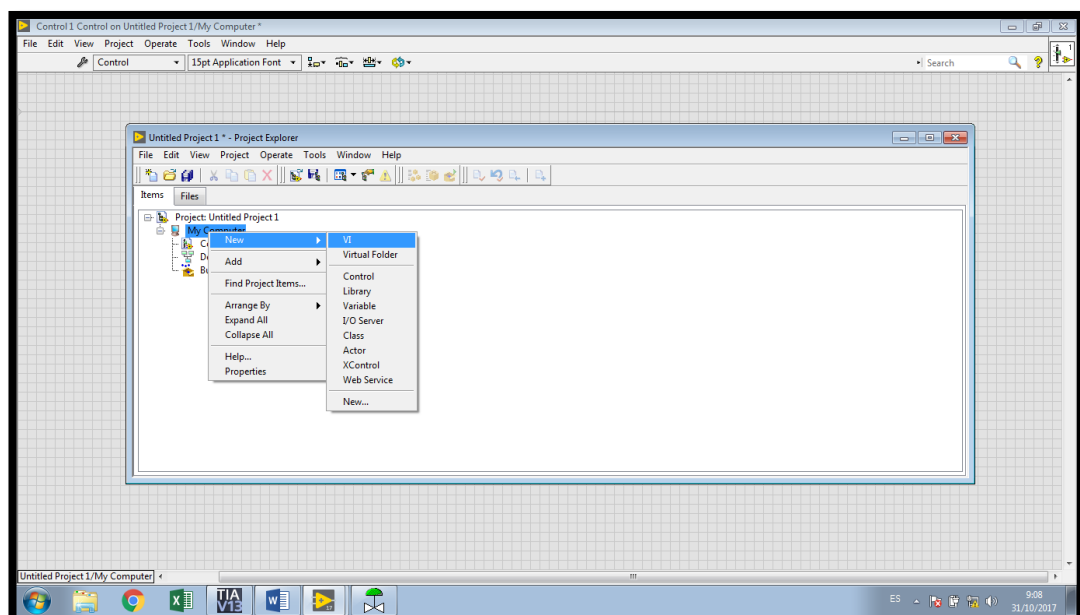 Control 1 Control on Untitled Project 1/My Computer *
File Edit View Project Operate Tools Window Help
Control 15pt Application Font Search
1
Untitled Project 1 * - Project Explorer
File Edit View Project Operate Tools Window Help
Items Files
Project: Untitled Project 1
My Computer
New
Add
Find Project Items...
Arrange By
Expand All
Collapse All
Help...
Properties
VI
Virtual Folder
Control
Library
Variable
I/O Server
Class
Actor
XControl
Web Service
New...
Untitled Project 1/My Computer
TIA
V13
ES
9:08
31/10/2017